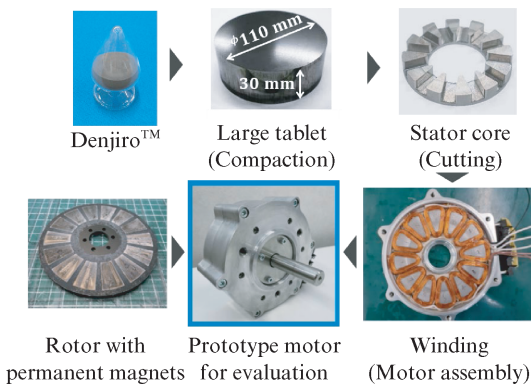 φ110 mm
30 mm
Denjiro™
Large tablet
(Compaction)
Stator core
(Cutting)
Rotor with
permanent magnets
Prototype motor
for evaluation
Winding
(Motor assembly)